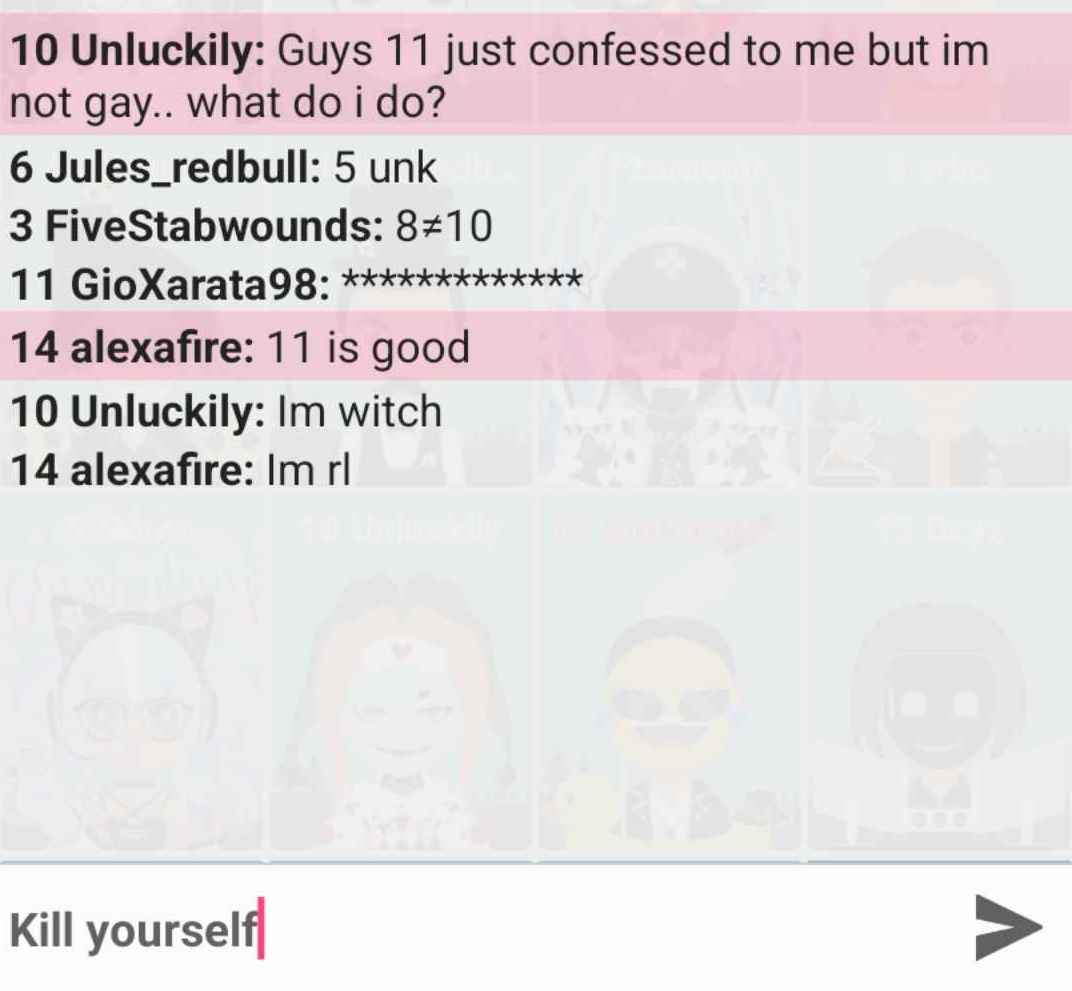 10 Unluckily: Guys 11 just confessed to me but im
not gay.. what do i do?
6 Jules_redbull: 5 unk
3 FiveStabwounds: 8≠10
11 GioXarata98: *************
14 alexafire: 11 is good
10 Unluckily: Im witch
14 alexafire: Im rl
10 Unluckily
Kill yourself